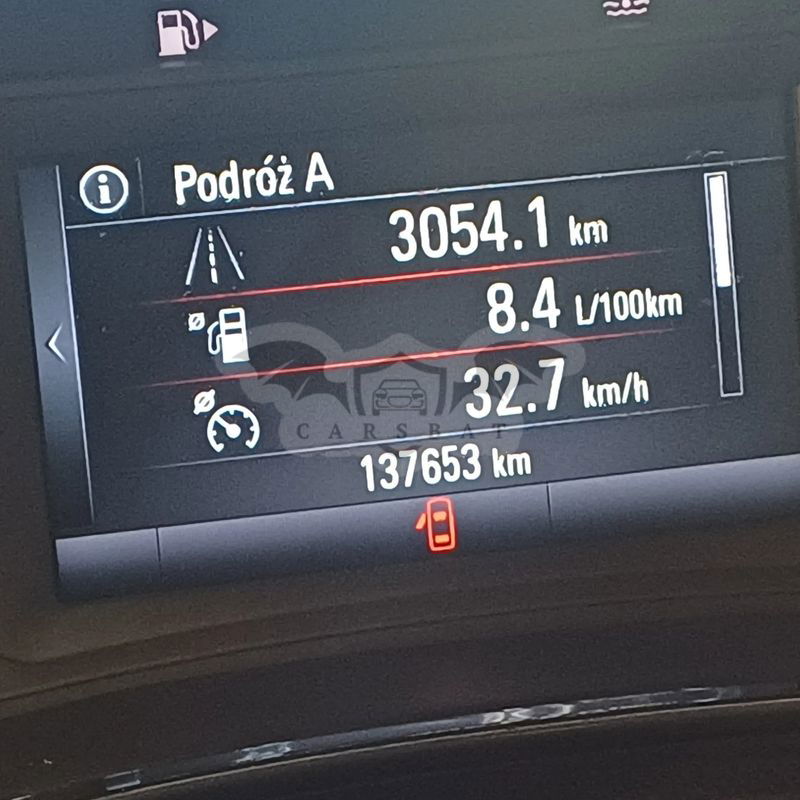 Podróż A
3054.1 km
8.4 L/100km
32.7 km/h
CARSBAT
137653 km